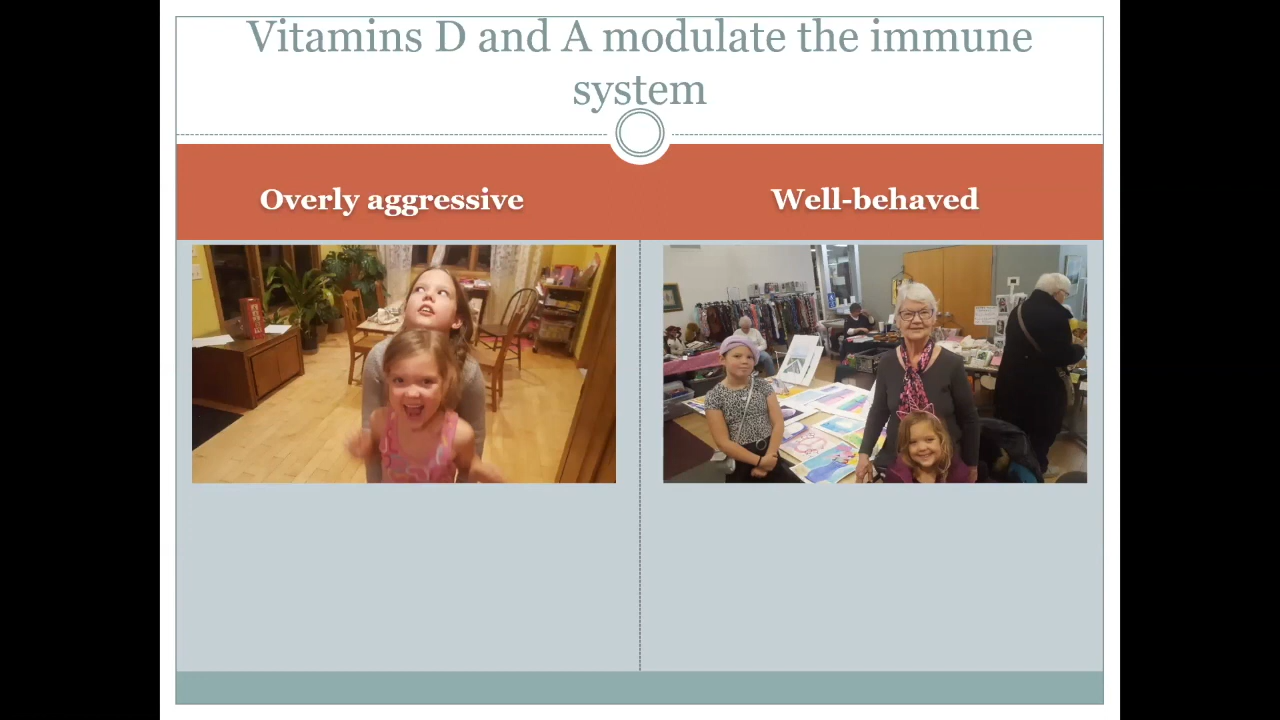 Vitamins D and A modulate the immune
system
Overly aggressive
Well-behaved